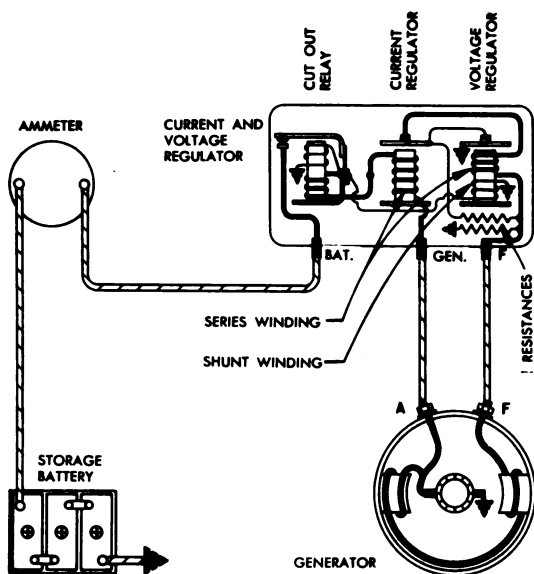 CUT OUT
RELAY
CURRENT
REGULATOR
VOLTAGE
REGULATOR
AMMETER
CURRENT AND
VOLTAGE
REGULATOR
BAT.
GEN.
F
RESISTANCES
SERIES WINDING
SHUNT WINDING
A
F
STORAGE
BATTERY
GENERATOR